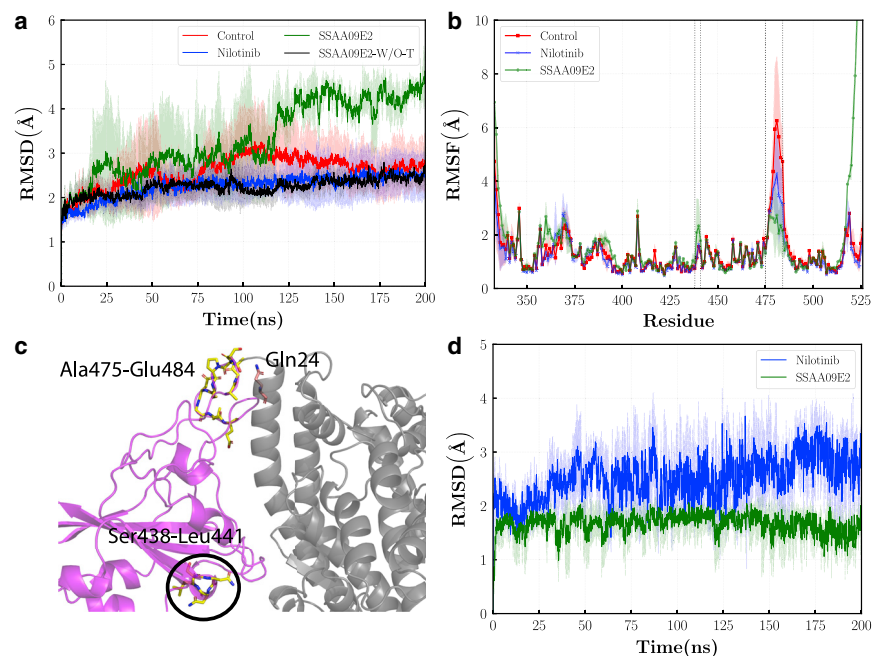 a
RMSD(Å)
6
5
4
3
2
1
0
Control
Nilotinib
SSAA09E2
SSAA09E2-W/O-T
0 25 50 75 100 125 150 175 200
Time(ns)
b
RMSF(Å)
10
8
6
4
2
0
Control
Nilotinib
SSAA09E2
350 375 400 425 450 475 500 525
Residue
c
Ala475-Glu484
Gln24
Ser438-Leu441
d
RMSD(Å)
5
4
3
2
1
0
Nilotinib
SSAA09E2
0 25 50 75 100 125 150 175 200
Time(ns)